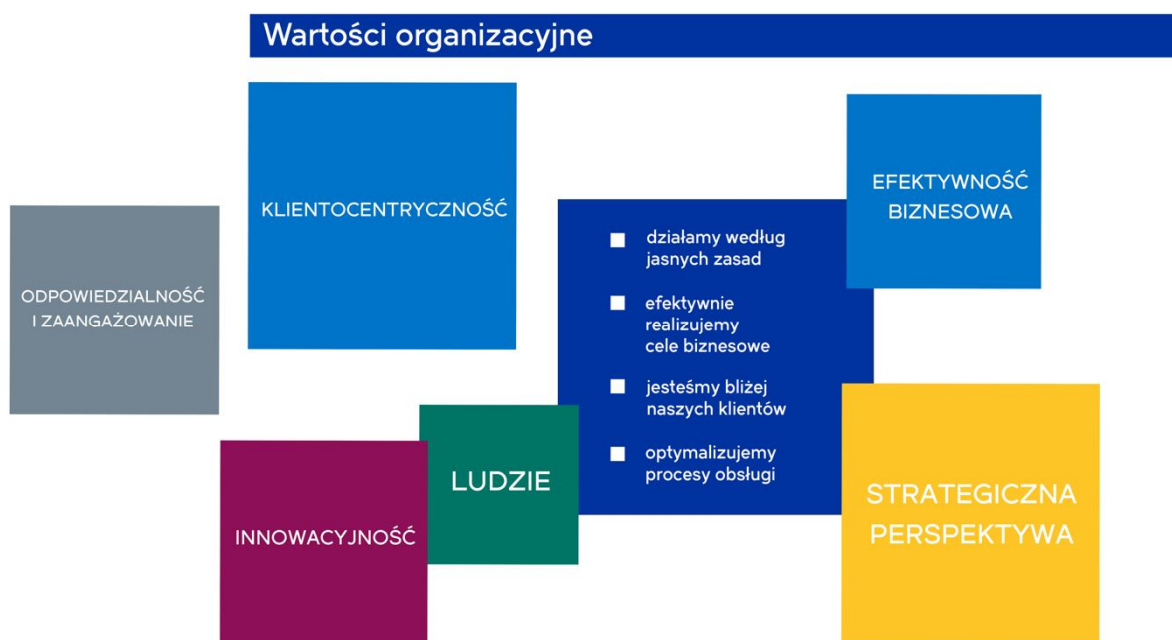 Wartości organizacyjne
KLIENTOCENTRYCZNOŚĆ
EFEKTYWNOŚĆ
BIZNESOWA
ODPOWIEDZIALNOŚĆ
I ZAANGAŻOWANIE
działamy według
jasnych zasad
efektywnie
realizujemy
cele biznesowe
jesteśmy bliżej
naszych klientów
optymalizujemy
procesy obsługi
LUDZIE
INNOWACYJNOŚĆ
STRATEGICZNA
PERSPEKTYWA